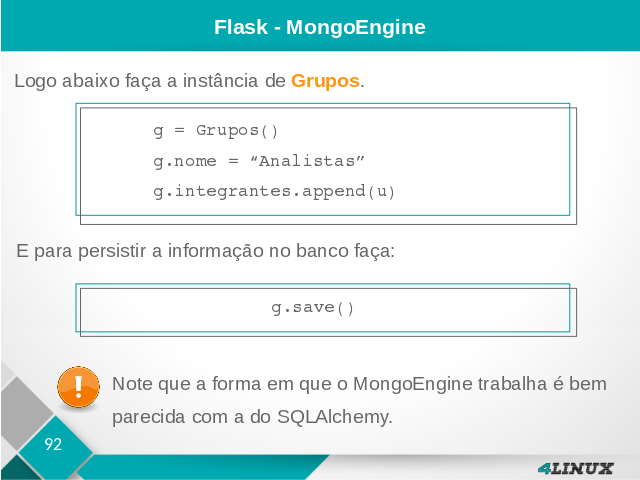 Flask - MongoEngine
Logo abaixo faça a instância de Grupos.
g = Grupos()
g.nome = “Analistas”
g.integrantes.append(u)
E para persistir a informação no banco faça:
g.save()
Note que a forma em que o MongoEngine trabalha é bem
parecida com a do SQLAlchemy.
92
4LINUX